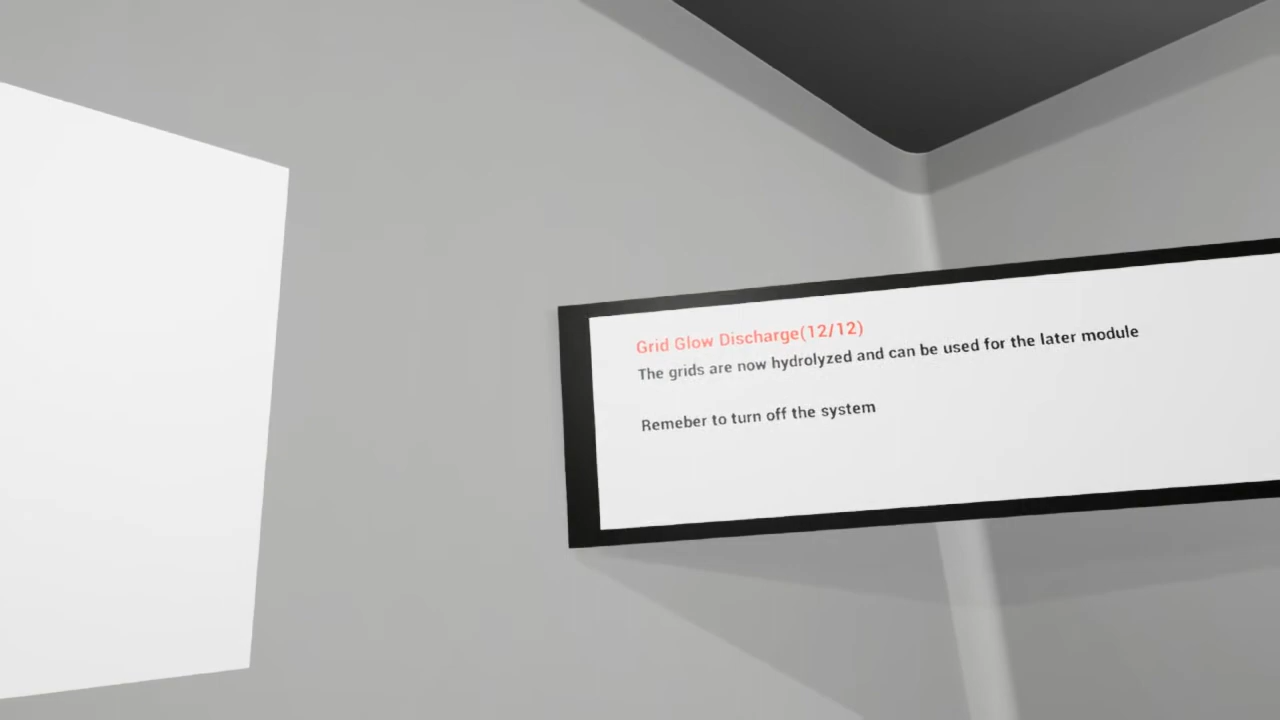 Grid Glow Discharge(12/12)
The grids are now hydrolyzed and can be used for the later module
Remeber to turn off the system